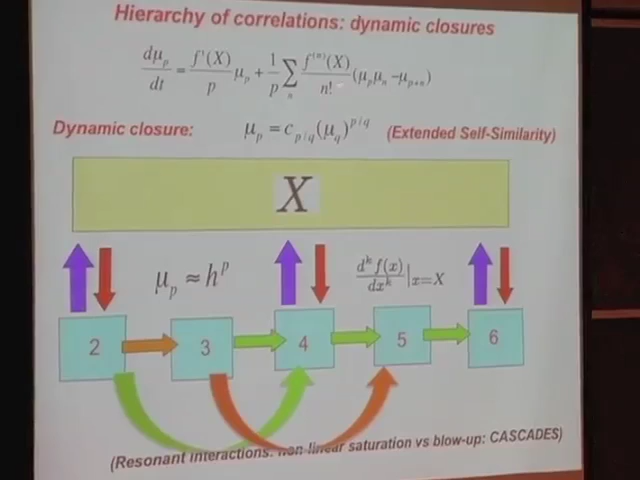 Hierarchy of correlations: dynamic closures
dμ_p/dt = f'(X)/p μ_p + 1/p Σ_n f^(n)(X)/n! (μ_p μ_n − μ_{p+n})
Dynamic closure: μ_p = c_{p/q}(μ_q)^{p/q} (Extended Self-Similarity)
X
μ_p ≈ h^p d^k f(x)/dx^k |_{x=X}
2 3 4 5 6
(Resonant interactions: non linear saturation vs blow-up: CASCADES)